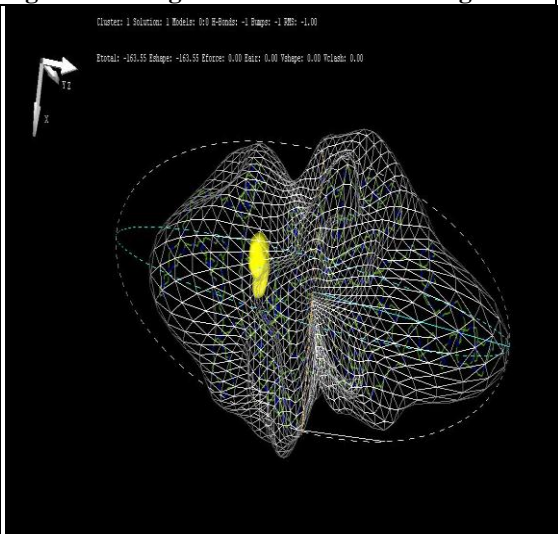 Cluster: 1 Solution: 1 Models: 0:0 H-Bonds: -1 Bumps: -1 RMS: -1.00
Etotal: -163.55 Eshape: -163.55 Eforce: 0.00 Eair: 0.00 Vshape: 0.00 Vclash: 0.00
Y Z
X